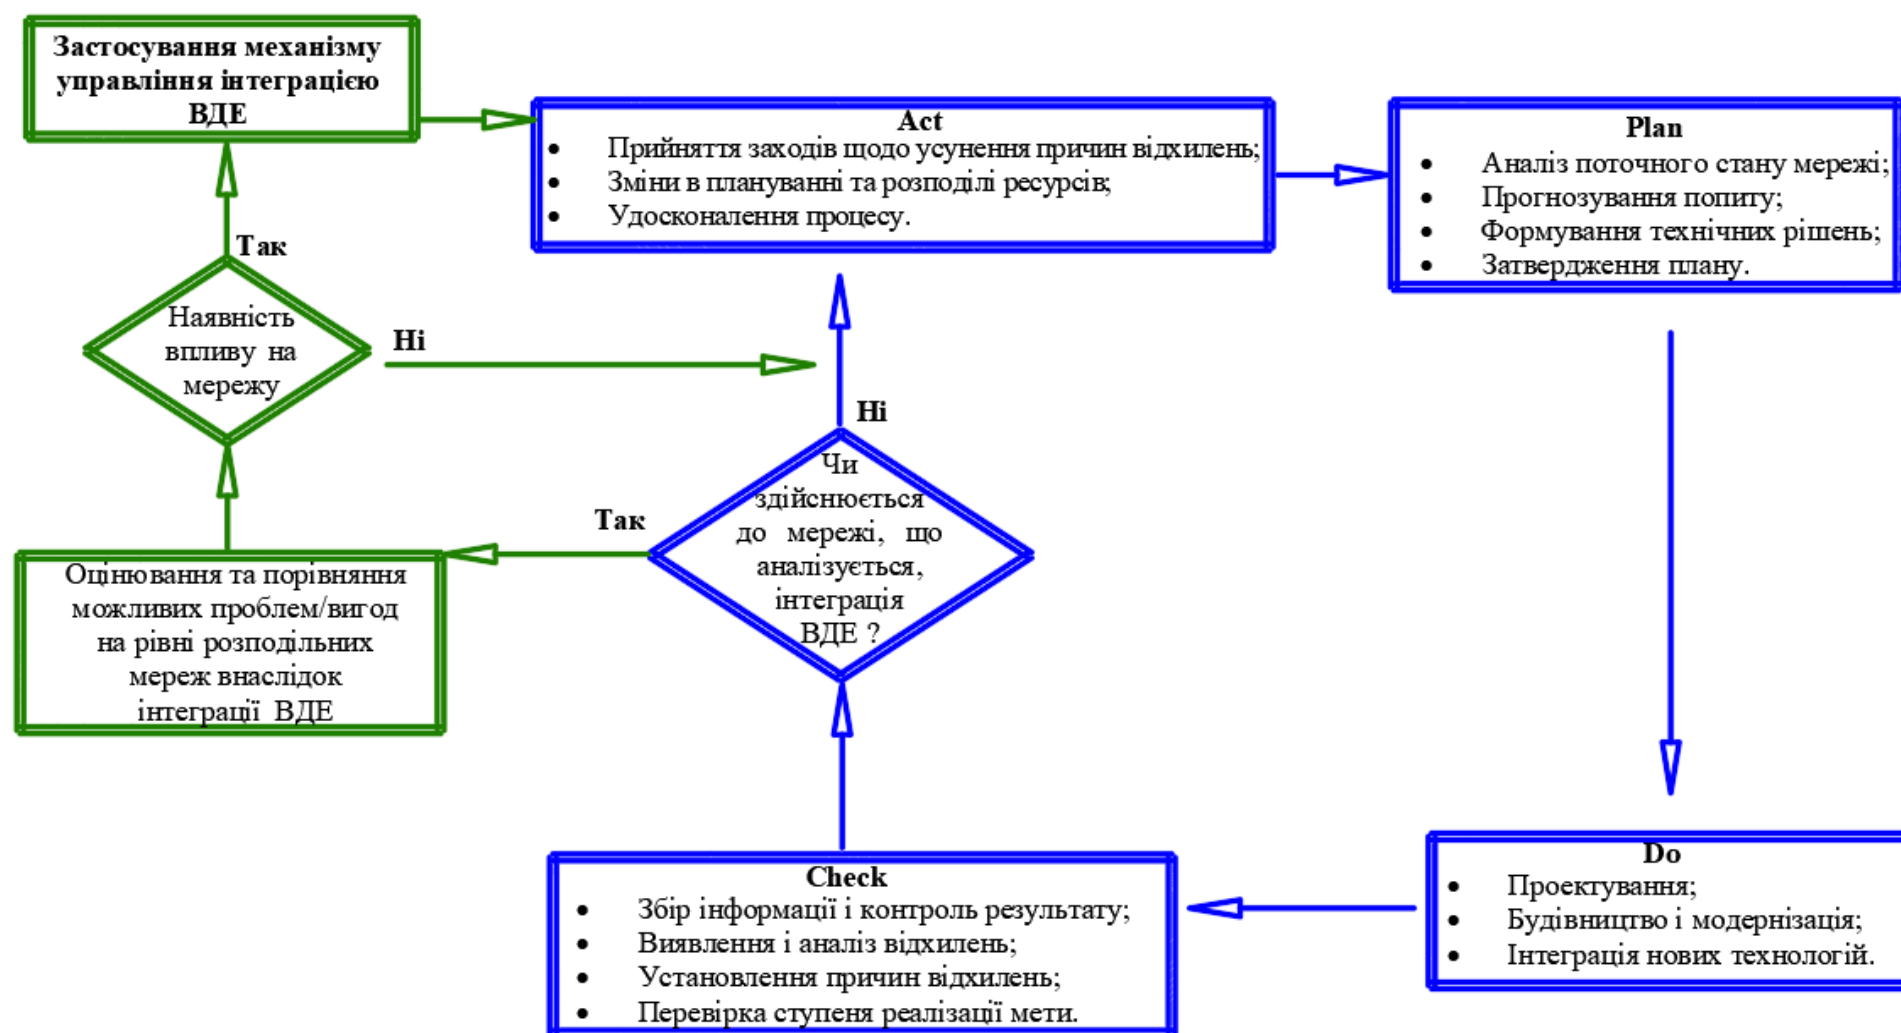 Застосування механізму
управління інтеграцією
ВДЕ
Act
• Прийняття заходів щодо усунення причин відхилень;
• Зміни в плануванні та розподілі ресурсів;
• Удосконалення процесу.
Plan
• Аналіз поточного стану мережі;
• Прогнозування попиту;
• Формування технічних рішень;
• Затвердження плану.
Так
Наявність
впливу на
мережу
Ні
Ні
Чи
здійснюється
до мережі, що
аналізується,
інтеграція
ВДЕ ?
Так
Оцінювання та порівняння
можливих проблем/вигод
на рівні розподільних
мереж внаслідок
інтеграції ВДЕ
Check
• Збір інформації і контроль результату;
• Виявлення і аналіз відхилень;
• Установлення причин відхилень;
• Перевірка ступеня реалізації мети.
Do
• Проектування;
• Будівництво і модернізація;
• Інтеграція нових технологій.